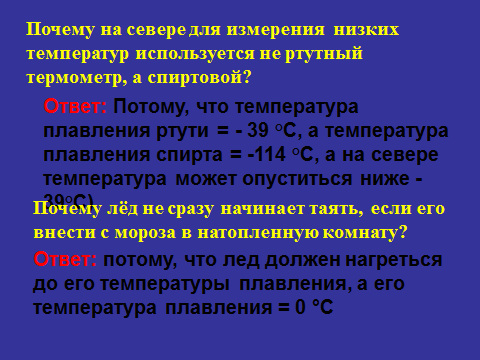 Почему на севере для измерения низких
температур используется не ртутный
термометр, а спиртовой?
Ответ: Потому, что температура
плавления ртути = - 39 °С, а температура
плавления спирта = -114 °С, а на севере
температура может опуститься ниже -
39°С)
Почему лёд не сразу начинает таять, если его
внести с мороза в натопленную комнату?
Ответ: потому, что лед должен нагреться
до его температуры плавления, а его
температура плавления = 0 °С